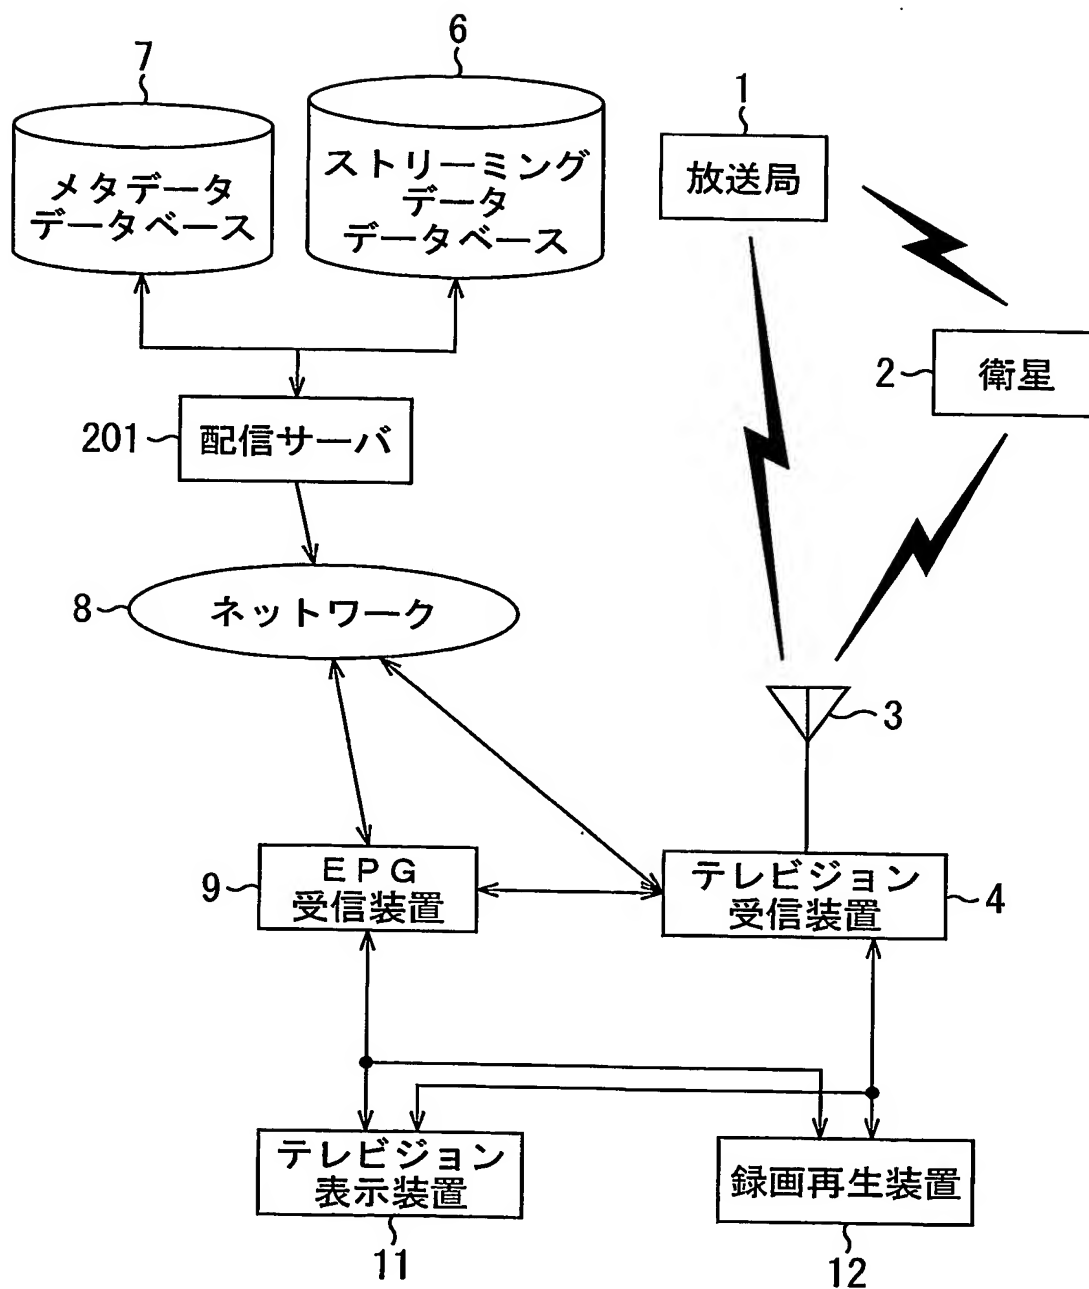 7
6
1
メタデータ
データベース
ストリーミング
データ
データベース
放送局
2
衛星
201
配信サーバ
8
ネットワーク
3
9
EPG
受信装置
テレビジョン
受信装置
4
テレビジョン
表示装置
録画再生装置
11
12